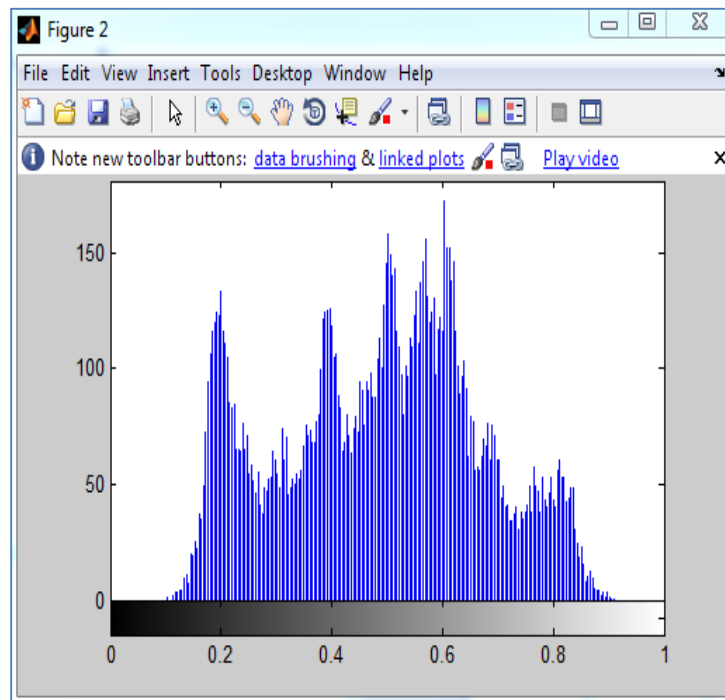 Figure 2
File Edit View Insert Tools Desktop Window Help
Note new toolbar buttons: data brushing & linked plots Play video
150
100
50
0
0 0.2 0.4 0.6 0.8 1